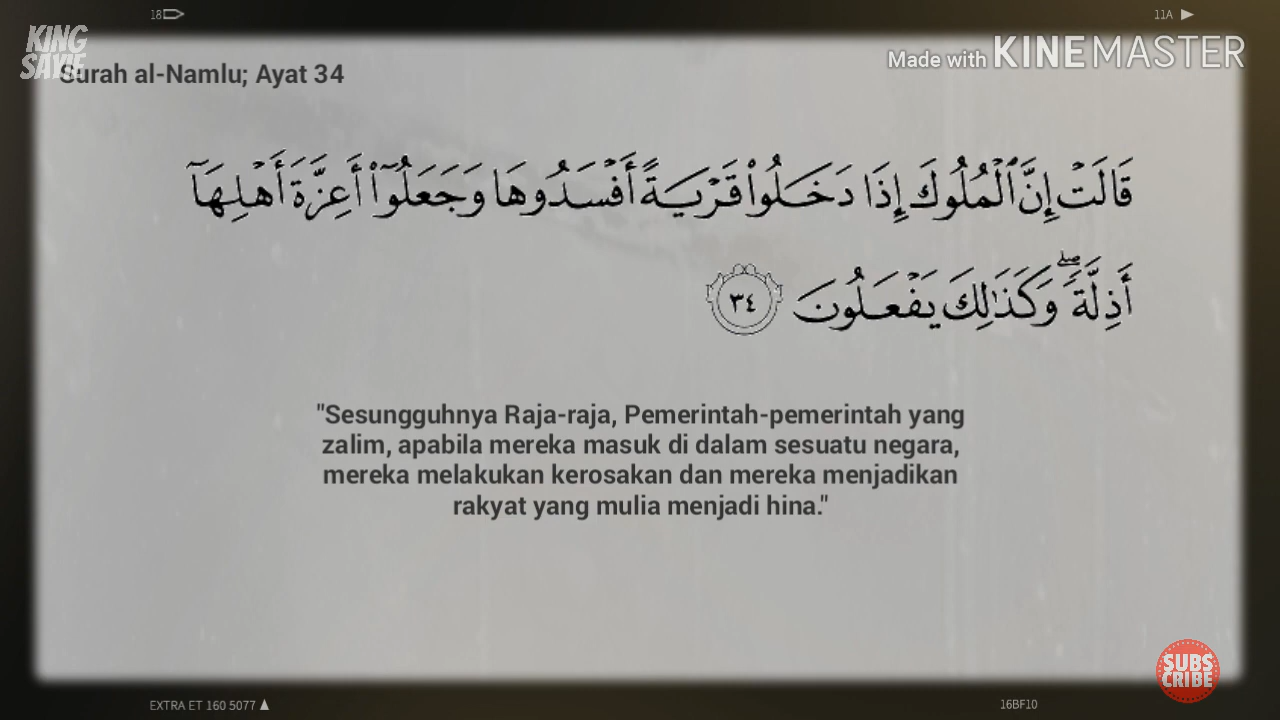 18
11A
KING
SAVIE
Made with KINEMASTER
Surah al-Namlu; Ayat 34
قَالَتْ إِنَّ ٱلْمُلُوكَ إِذَا دَخَلُوا۟ قَرْيَةً أَفْسَدُوهَا وَجَعَلُوٓا۟ أَعِزَّةَ أَهْلِهَآ
أَذِلَّةً ۖ وَكَذَٰلِكَ يَفْعَلُونَ ٣٤
"Sesungguhnya Raja-raja, Pemerintah-pemerintah yang
zalim, apabila mereka masuk di dalam sesuatu negara,
mereka melakukan kerosakan dan mereka menjadikan
rakyat yang mulia menjadi hina."
SUBS
CRIBE
EXTRA ET 160 5077
16BF10